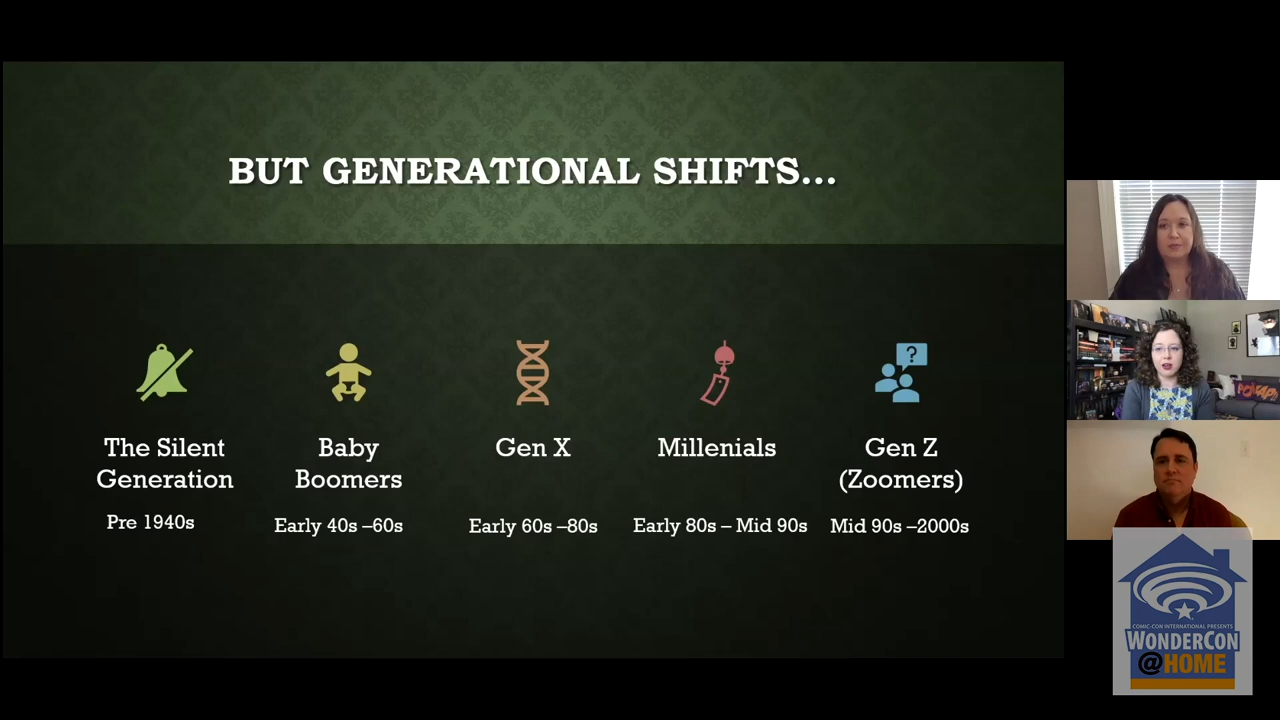 BUT GENERATIONAL SHIFTS...
The Silent
Generation
Pre 1940s
Baby
Boomers
Early 40s –60s
Gen X
Early 60s –80s
Millenials
Early 80s – Mid 90s
?
Gen Z
(Zoomers)
Mid 90s –2000s
COMIC-CON INTERNATIONAL PRESENTS
WONDERCON
@HOME